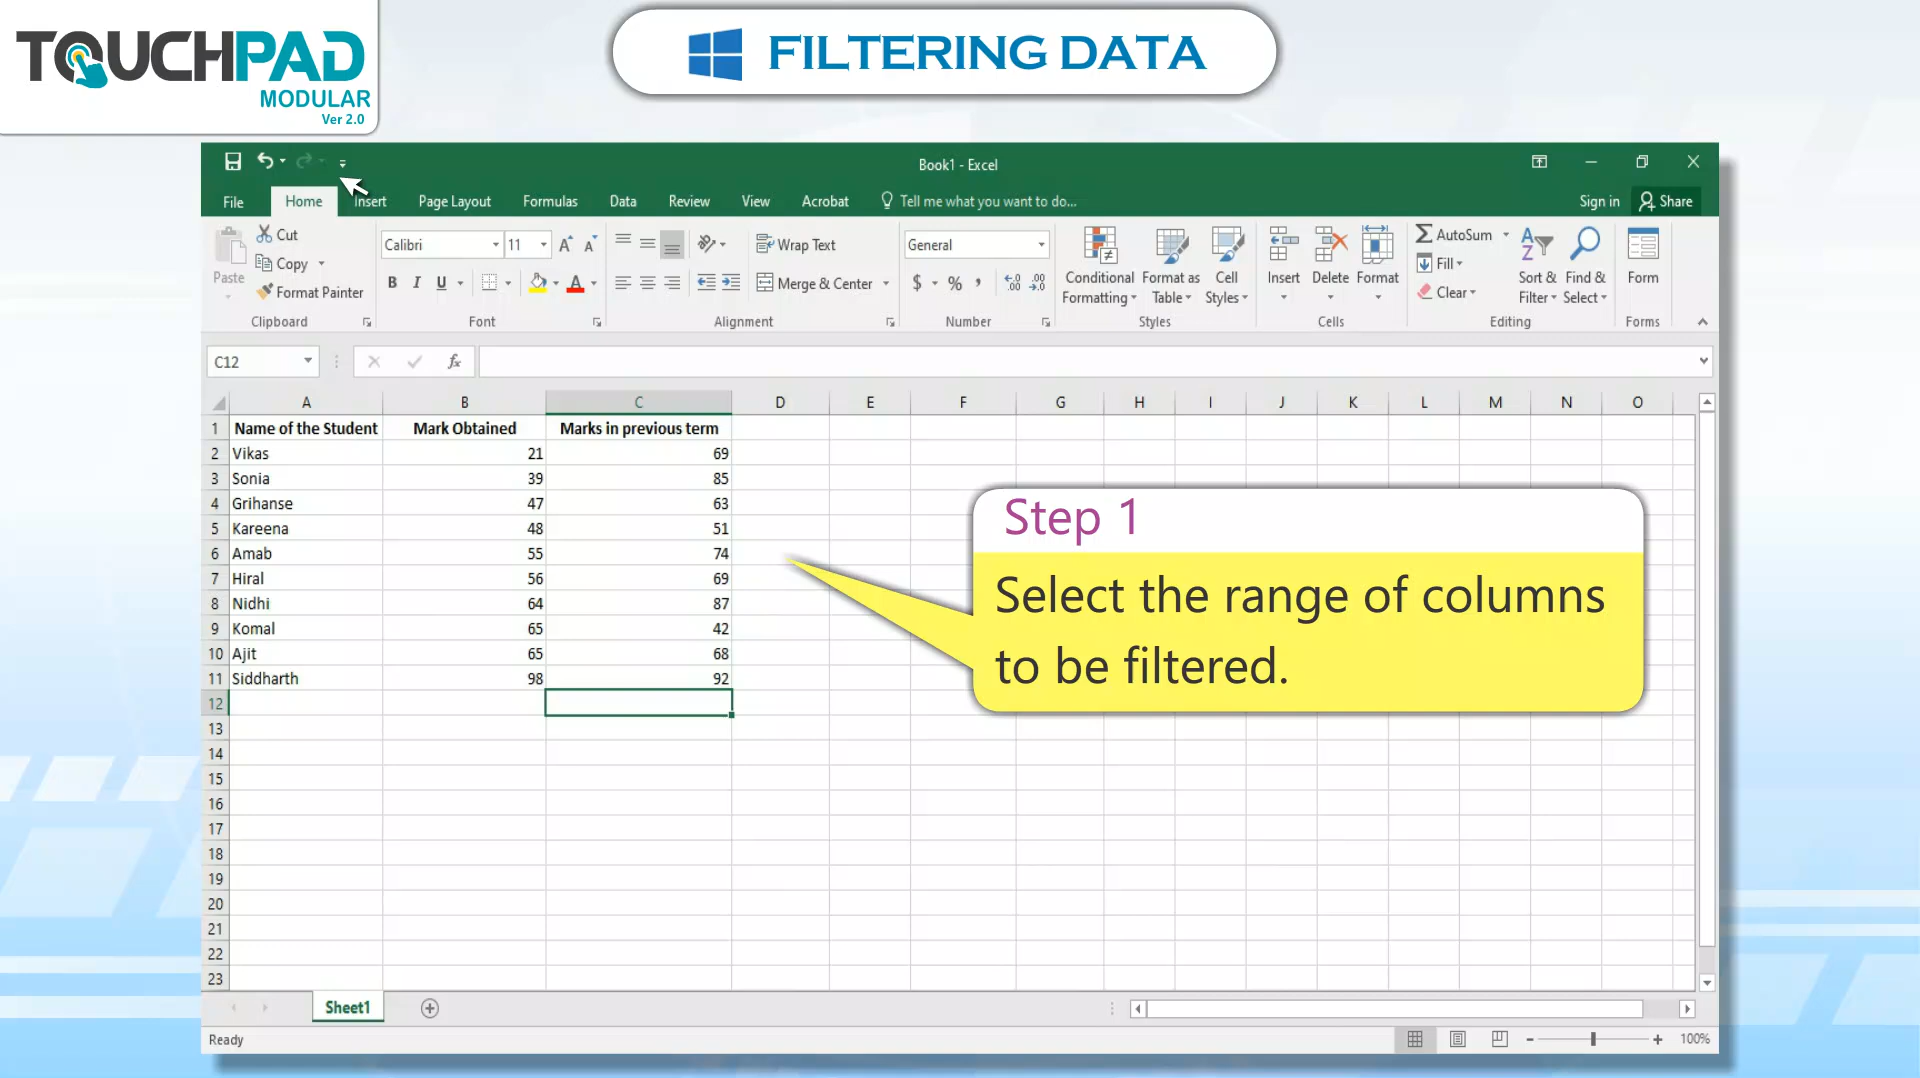 TOUCHPAD
MODULAR
Ver 2.0
FILTERING DATA
Book1 - Excel
File Home Insert Page Layout Formulas Data Review View Acrobat Tell me what you want to do... Sign in Share
Paste
Cut
Copy
Format Painter
Clipboard
Calibri 11
B I U A
Font
Wrap Text
Merge & Center
Alignment
General
$ % ,
Number
Conditional Formatting
Format as Table
Cell Styles
Styles
Insert Delete Format
Cells
AutoSum
Fill
Clear
Sort & Filter
Find & Select
Editing
Form
Forms
C12 fx
A B C D E F G H I J K L M N O
1 Name of the Student Mark Obtained Marks in previous term
2 Vikas 21 69
3 Sonia 39 85
4 Grihanse 47 63
5 Kareena 48 51
6 Amab 55 74
7 Hiral 56 69
8 Nidhi 64 87
9 Komal 65 42
10 Ajit 65 68
11 Siddharth 98 92
12
13
14
15
16
17
18
19
20
21
22
23
Step 1
Select the range of columns
to be filtered.
Sheet1
Ready
100%